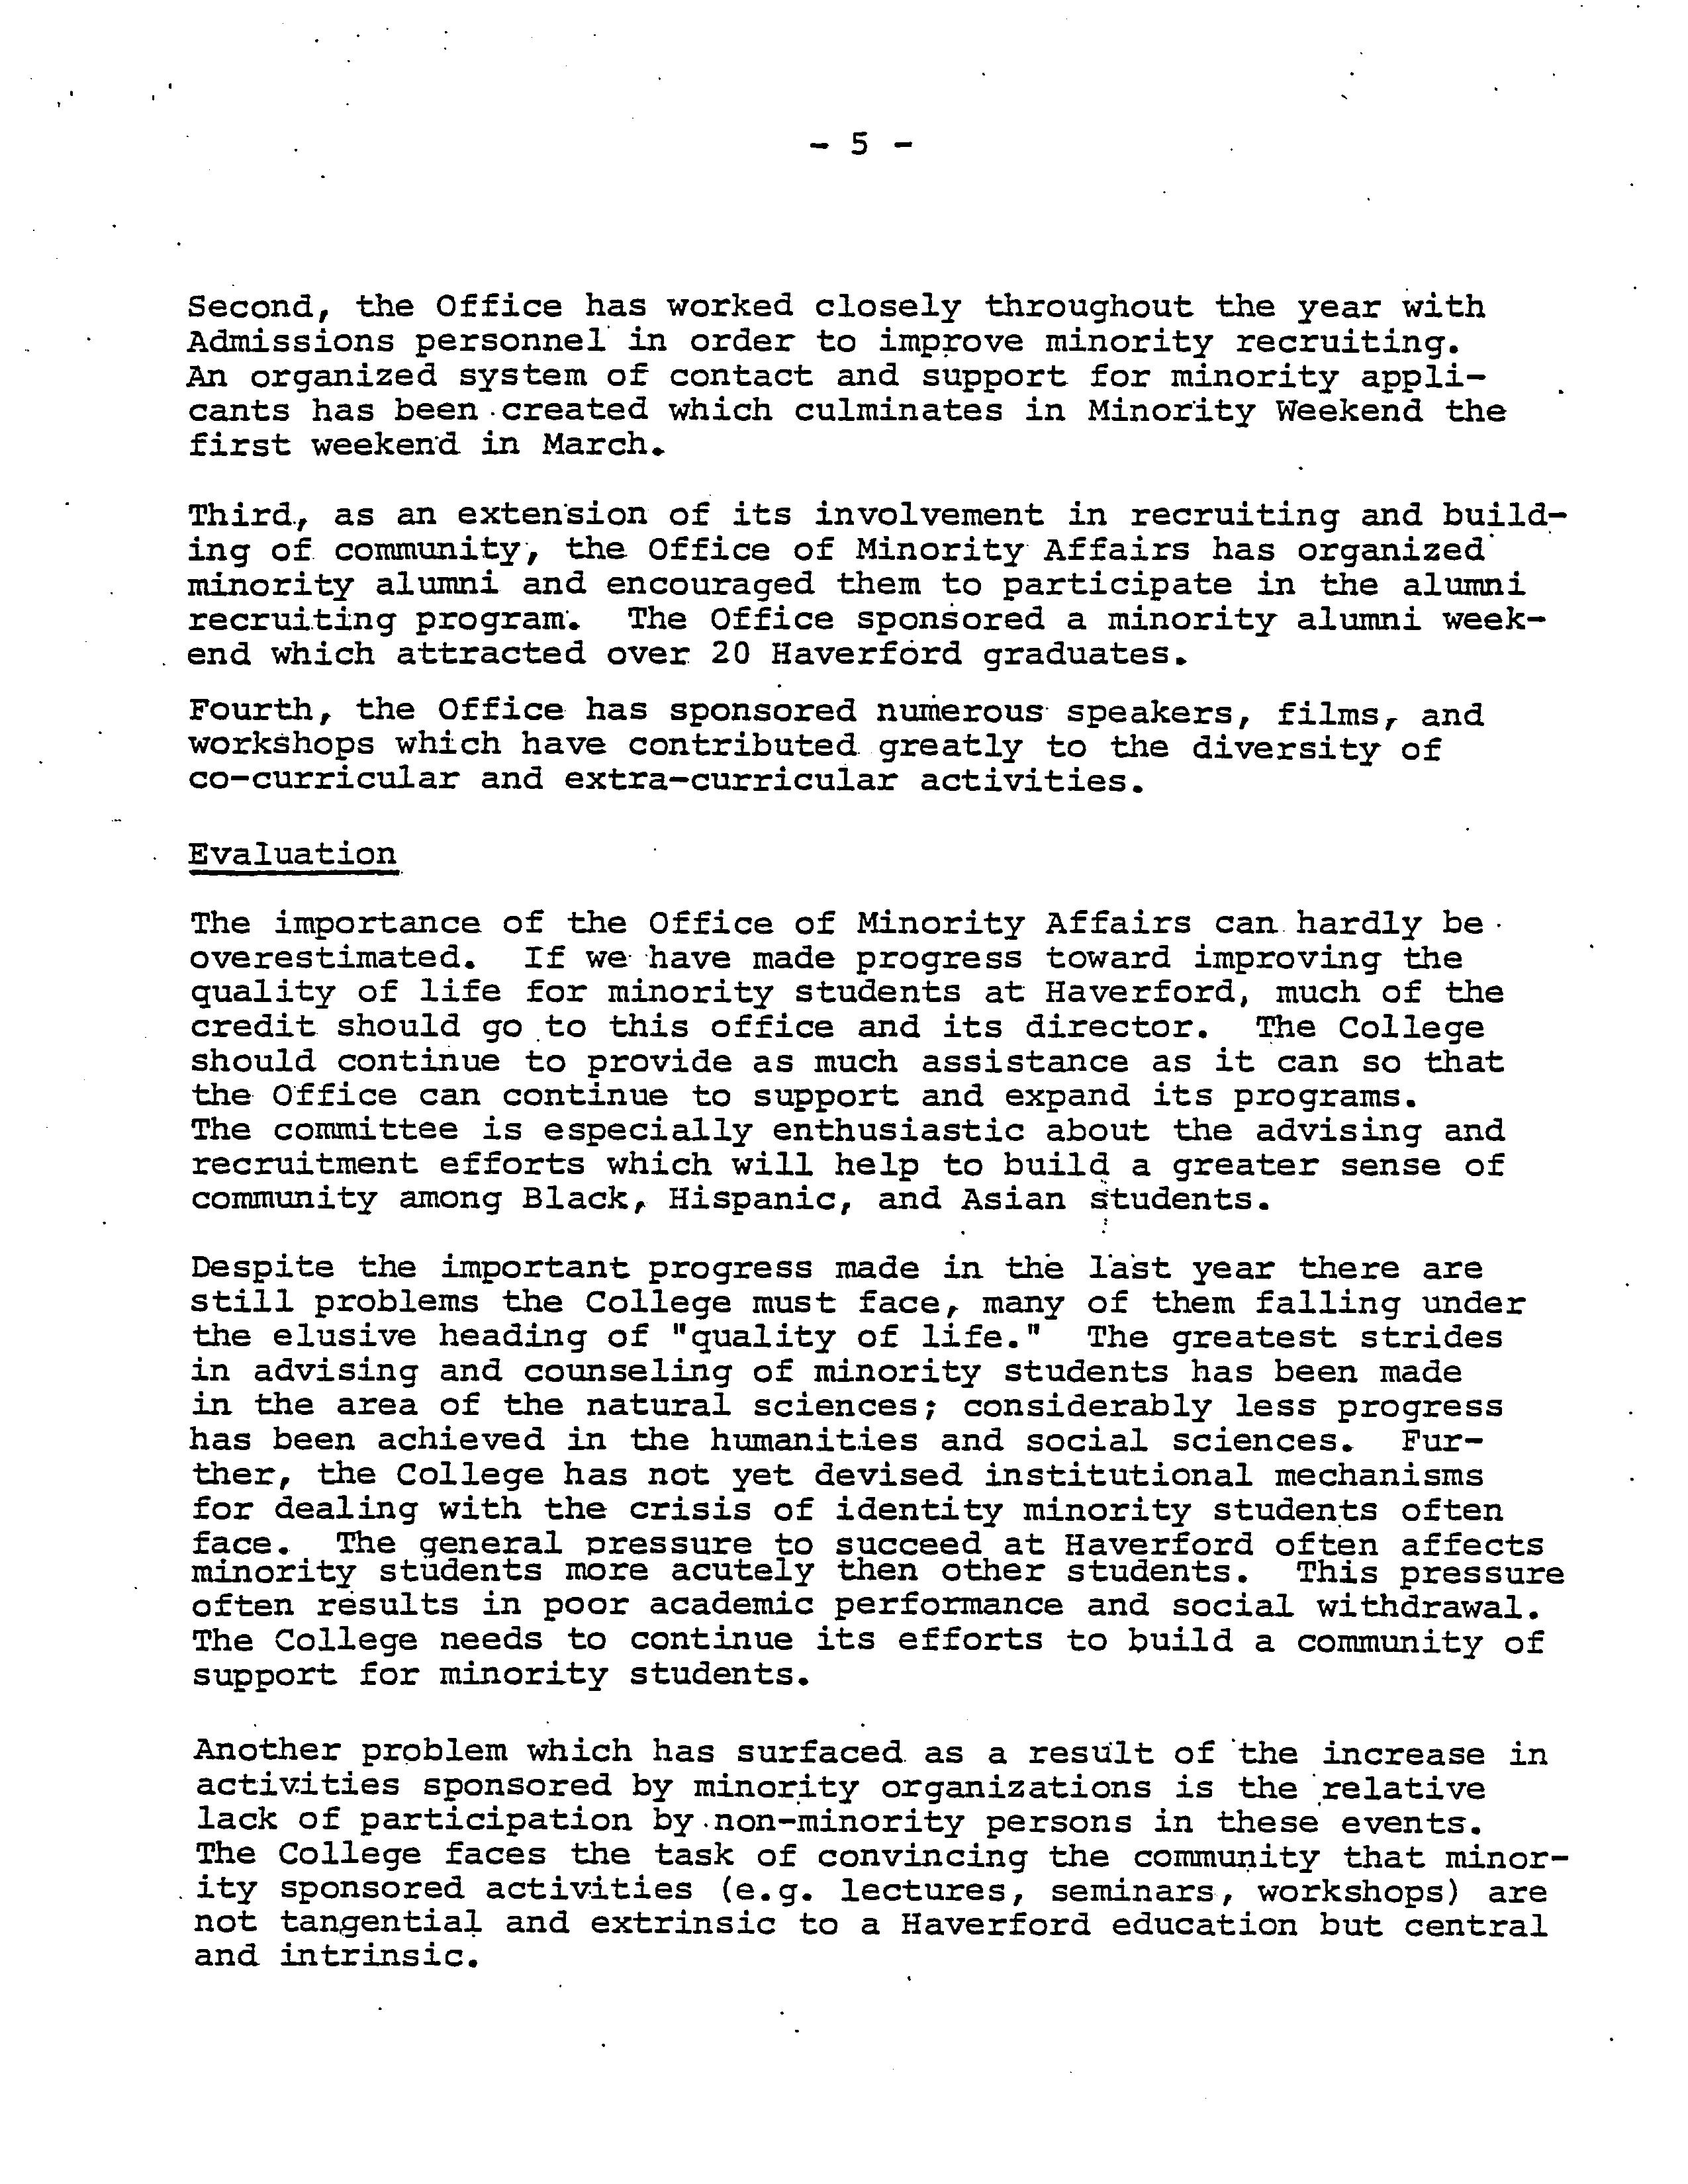 - 5 -
Second, the Office has worked closely throughout the year with
Admissions personnel in order to improve minority recruiting.
An organized system of contact and support for minority appli-
cants has been created which culminates in Minority Weekend the
first weekend in March.
Third, as an extension of its involvement in recruiting and build-
ing of community, the Office of Minority Affairs has organized
minority alumni and encouraged them to participate in the alumni
recruiting program. The Office sponsored a minority alumni week-
end which attracted over 20 Haverford graduates.
Fourth, the Office has sponsored numerous speakers, films, and
workshops which have contributed greatly to the diversity of
co-curricular and extra-curricular activities.
Evaluation
The importance of the Office of Minority Affairs can hardly be
overestimated. If we have made progress toward improving the
quality of life for minority students at Haverford, much of the
credit should go to this office and its director. The College
should continue to provide as much assistance as it can so that
the Office can continue to support and expand its programs.
The committee is especially enthusiastic about the advising and
recruitment efforts which will help to build a greater sense of
community among Black, Hispanic, and Asian students.
Despite the important progress made in the last year there are
still problems the College must face, many of them falling under
the elusive heading of "quality of life." The greatest strides
in advising and counseling of minority students has been made
in the area of the natural sciences; considerably less progress
has been achieved in the humanities and social sciences. Fur-
ther, the College has not yet devised institutional mechanisms
for dealing with the crisis of identity minority students often
face. The general pressure to succeed at Haverford often affects
minority students more acutely then other students. This pressure
often results in poor academic performance and social withdrawal.
The College needs to continue its efforts to build a community of
support for minority students.
Another problem which has surfaced as a result of the increase in
activities sponsored by minority organizations is the relative
lack of participation by non-minority persons in these events.
The College faces the task of convincing the community that minor-
ity sponsored activities (e.g. lectures, seminars, workshops) are
not tangential and extrinsic to a Haverford education but central
and intrinsic.